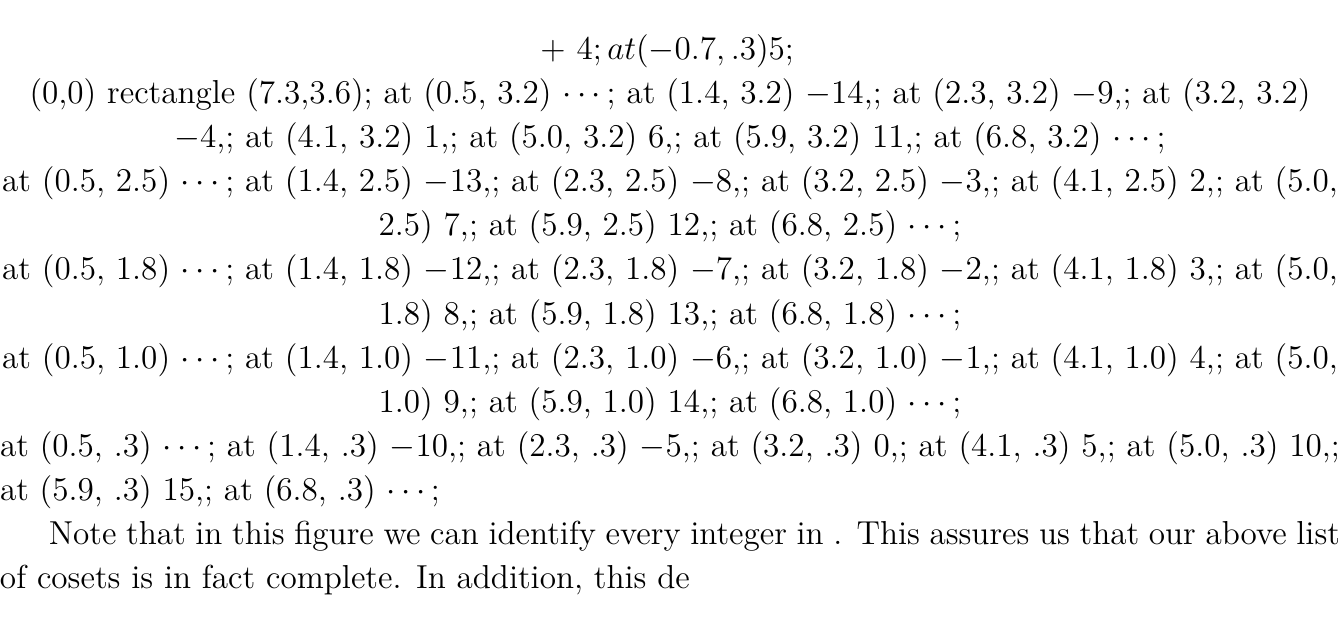 + 4; at(−0.7, .3)5;
(0,0) rectangle (7.3,3.6); at (0.5, 3.2) ⋯; at (1.4, 3.2) −14,; at (2.3, 3.2) −9,; at (3.2, 3.2)
−4,; at (4.1, 3.2) 1,; at (5.0, 3.2) 6,; at (5.9, 3.2) 11,; at (6.8, 3.2) ⋯;
at (0.5, 2.5) ⋯; at (1.4, 2.5) −13,; at (2.3, 2.5) −8,; at (3.2, 2.5) −3,; at (4.1, 2.5) 2,; at (5.0,
2.5) 7,; at (5.9, 2.5) 12,; at (6.8, 2.5) ⋯;
at (0.5, 1.8) ⋯; at (1.4, 1.8) −12,; at (2.3, 1.8) −7,; at (3.2, 1.8) −2,; at (4.1, 1.8) 3,; at (5.0,
1.8) 8,; at (5.9, 1.8) 13,; at (6.8, 1.8) ⋯;
at (0.5, 1.0) ⋯; at (1.4, 1.0) −11,; at (2.3, 1.0) −6,; at (3.2, 1.0) −1,; at (4.1, 1.0) 4,; at (5.0,
1.0) 9,; at (5.9, 1.0) 14,; at (6.8, 1.0) ⋯;
at (0.5, .3) ⋯; at (1.4, .3) −10,; at (2.3, .3) −5,; at (3.2, .3) 0,; at (4.1, .3) 5,; at (5.0, .3) 10,;
at (5.9, .3) 15,; at (6.8, .3) ⋯;
Note that in this figure we can identify every integer in . This assures us that our above list
of cosets is in fact complete. In addition, this de